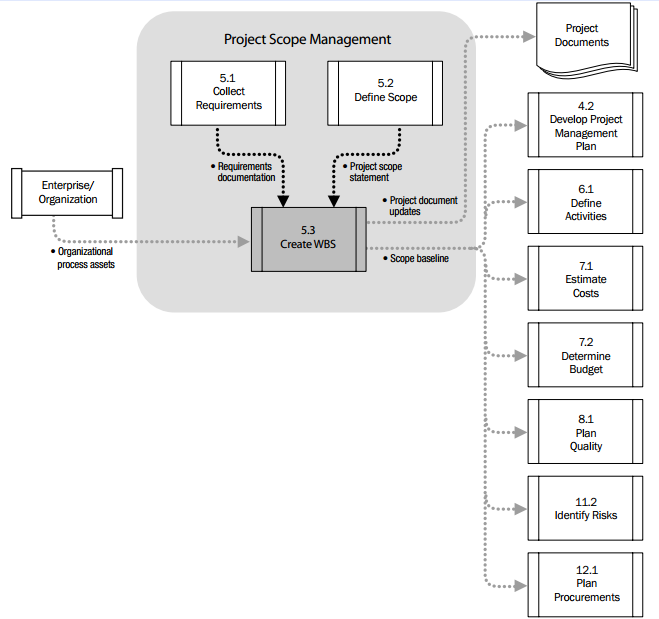 Project Scope Management
Project
Documents
5.1
Collect
Requirements
5.2
Define Scope
4.2
Develop Project
Management
Plan
• Requirements
documentation
• Project scope
statement
Enterprise/
Organization
• Project document
updates
6.1
Define
Activities
5.3
Create WBS
• Organizational
process assets
• Scope baseline
7.1
Estimate
Costs
7.2
Determine
Budget
8.1
Plan
Quality
11.2
Identify Risks
12.1
Plan
Procurements